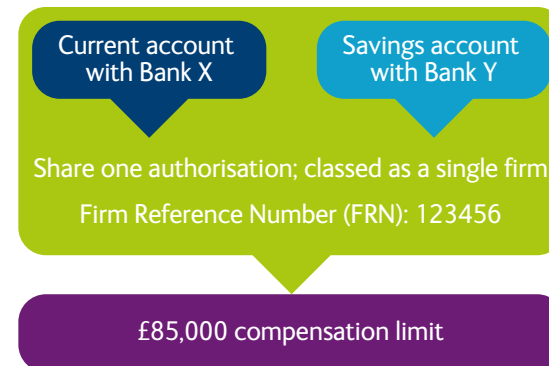 Current account
with Bank X
Savings account
with Bank Y
Share one authorisation; classed as a single firm
Firm Reference Number (FRN): 123456
£85,000 compensation limit